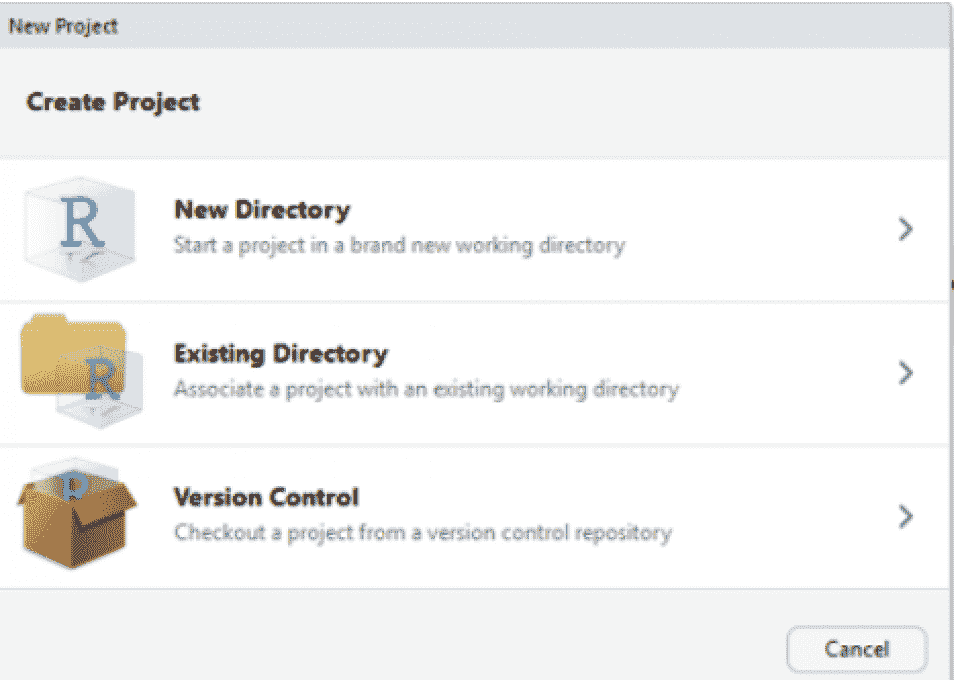 New Project
Create Project
R
New Directory
Start a project in a brand new working directory
R
Existing Directory
Associate a project with an existing working directory
R
Version Control
Checkout a project from a version control repository
Cancel